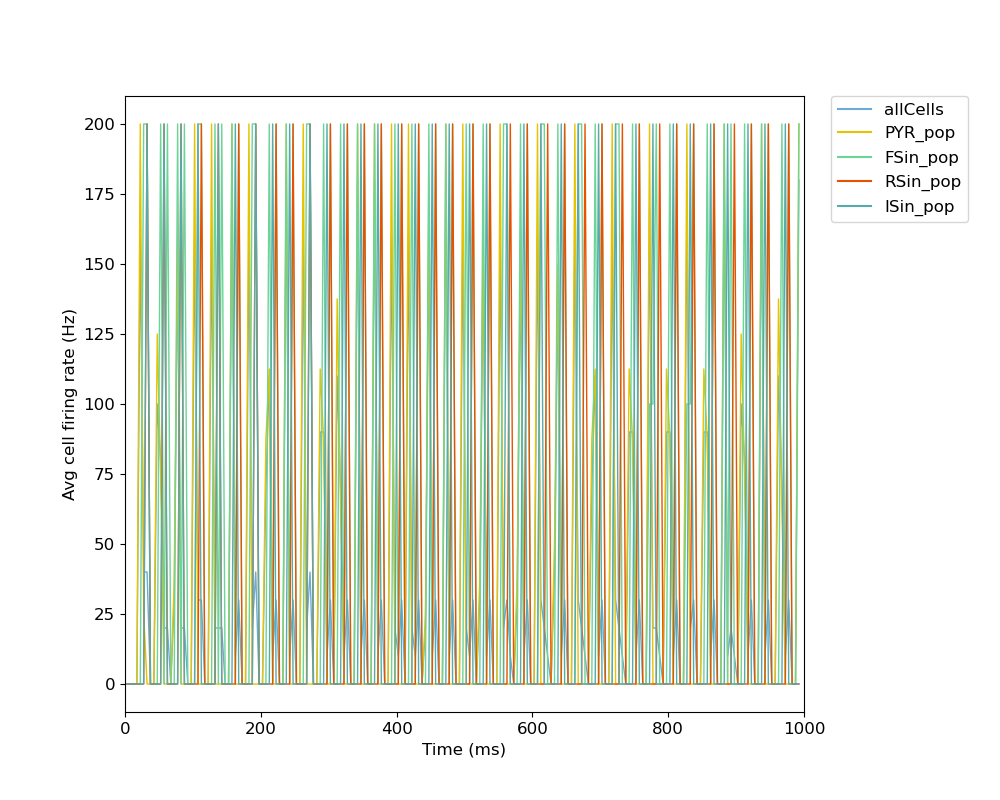 200
175
150
125
100
75
50
25
0
Avg cell firing rate (Hz)
0
200
400
600
800
1000
Time (ms)
allCells
PYR_pop
FSin_pop
RSin_pop
ISin_pop